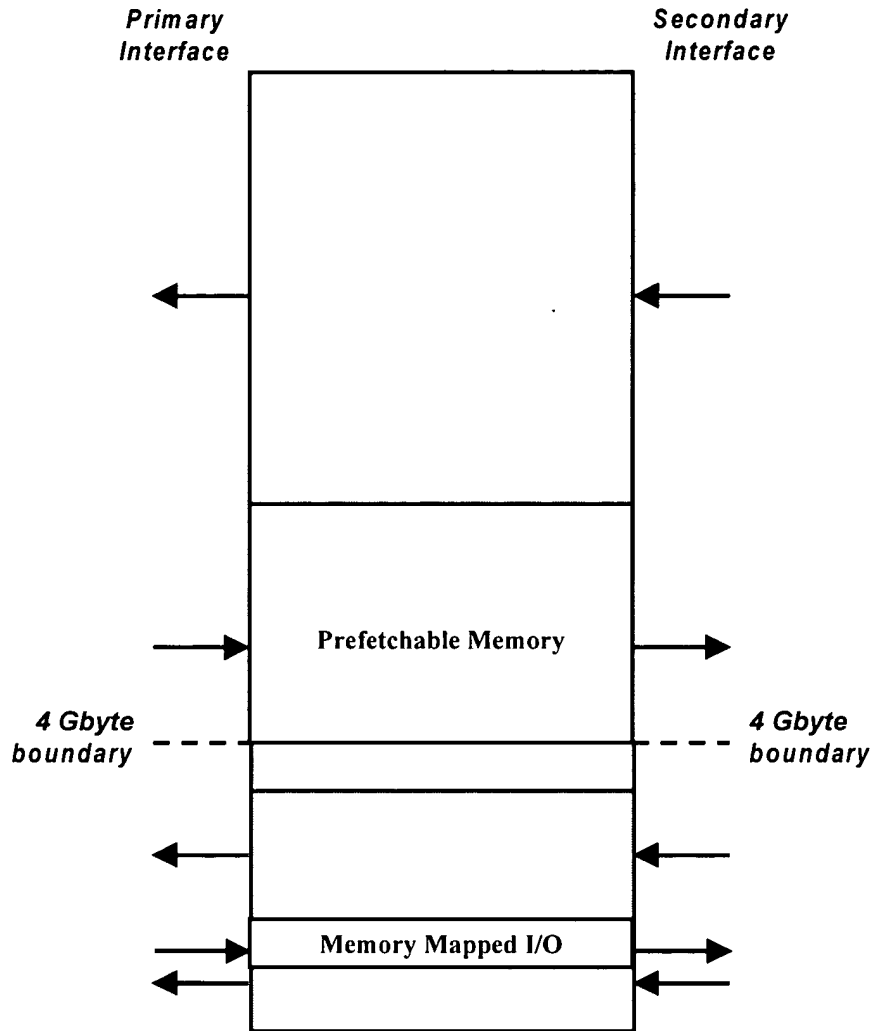 Primary
Interface
Secondary
Interface
Prefetchable Memory
4 Gbyte
boundary
4 Gbyte
boundary
Memory Mapped I/O